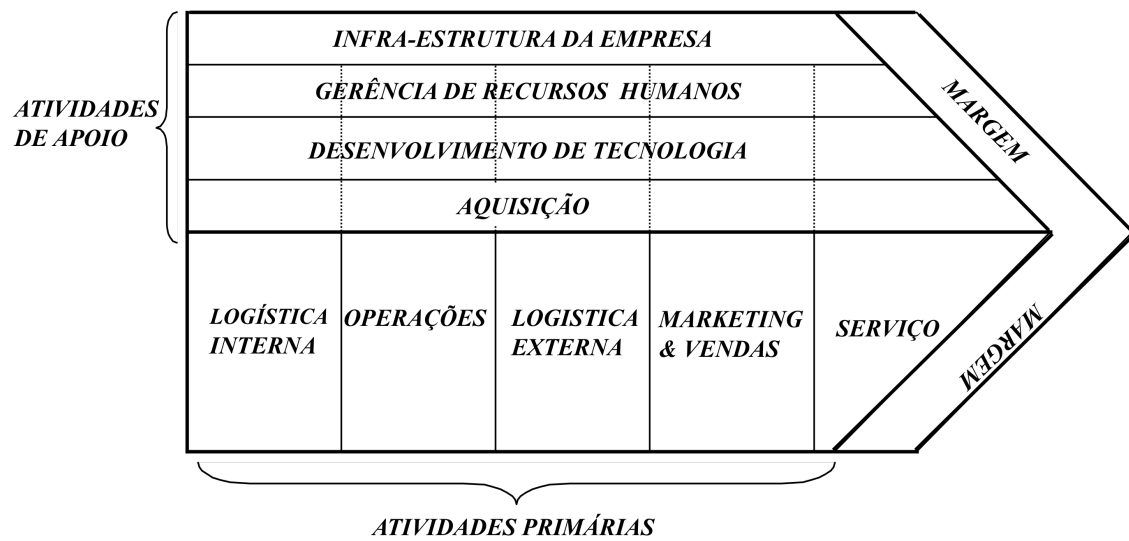 INFRA-ESTRUTURA DA EMPRESA
GERÊNCIA DE RECURSOS HUMANOS
ATIVIDADES
DE APOIO
DESENVOLVIMENTO DE TECNOLOGIA
AQUISIÇÃO
MARGEM
LOGÍSTICA
INTERNA
OPERAÇÕES
LOGISTICA
EXTERNA
MARKETING
& VENDAS
SERVIÇO
MARGEM
ATIVIDADES PRIMÁRIAS